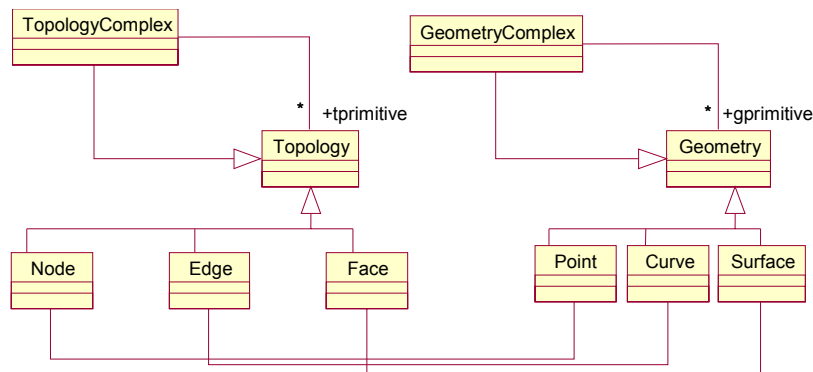 TopologyComplex
GeometryComplex
* +tprimitive
* +gprimitive
Topology
Geometry
Node Edge Face Point Curve Surface